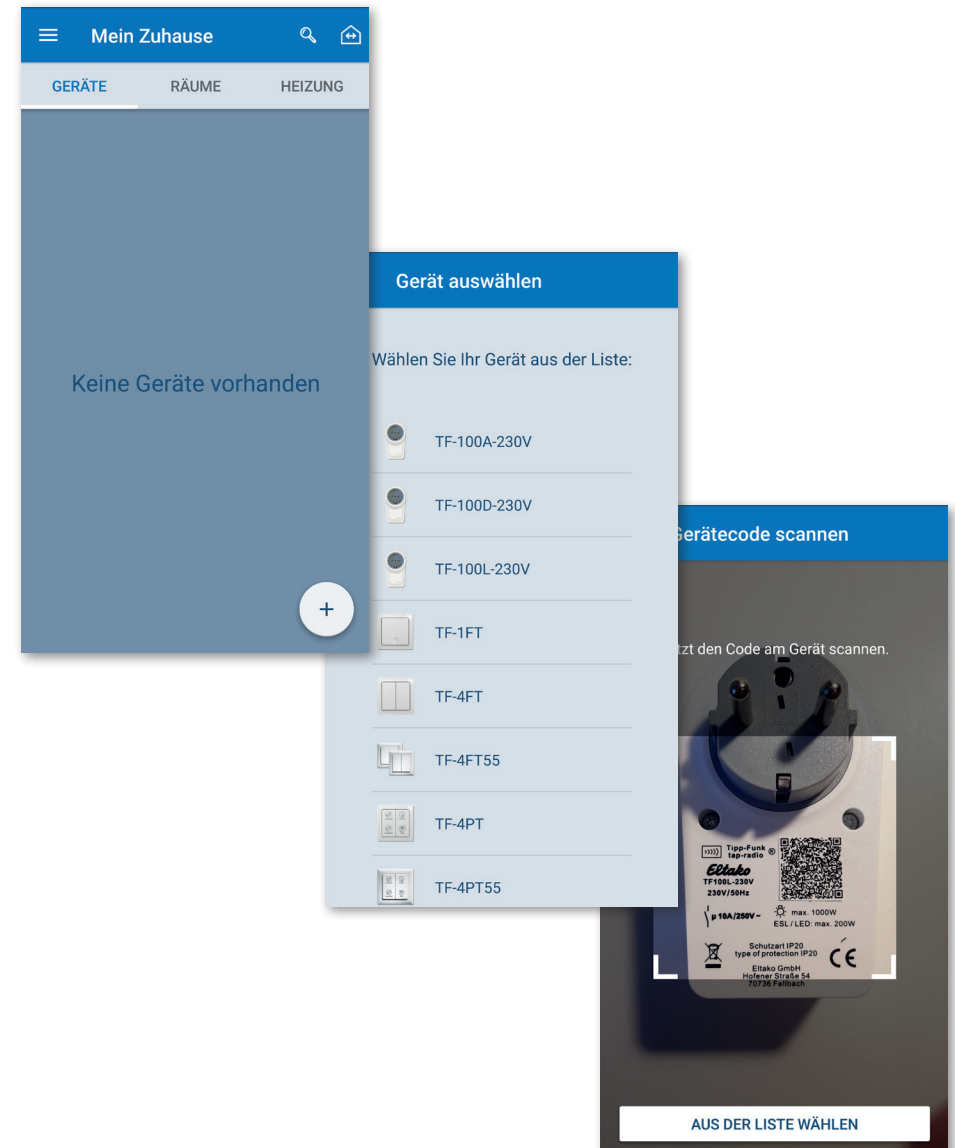 Mein Zuhause
GERÄTE RÄUME HEIZUNG
Keine Geräte vorhanden
+
Gerät auswählen
Wählen Sie Ihr Gerät aus der Liste:
TF-100A-230V
TF-100D-230V
TF-100L-230V
TF-1FT
TF-4FT
TF-4FT55
TF-4PT
TF-4PT55
Gerätecode scannen
tzt den Code am Gerät scannen.
Tipp-Funk ®
tap-radio
Eltako
TF100L-230V
230V/50Hz
µ 10A/250V~
max. 1000W
ESL / LED: max. 200W
Schutzart IP20
type of protection IP20
CE
Eltako GmbH
Hofener Straße 54
70736 Fellbach
AUS DER LISTE WÄHLEN